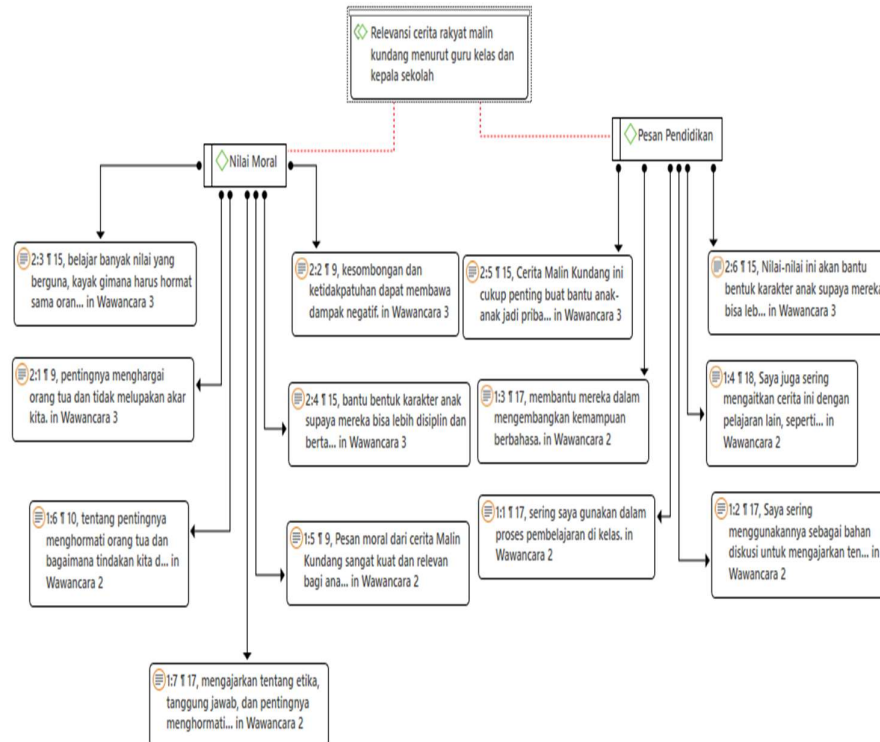 Relevansi cerita rakyat malin
kundang menurut guru kelas dan
kepala sekolah
Nilai Moral
Pesan Pendidikan
2:3 ¶ 15, belajar banyak nilai yang
berguna, kayak gimana harus hormat
sama oran... in Wawancara 3
2:2 ¶ 9, kesombongan dan
ketidakpatuhan dapat membawa
dampak negatif. in Wawancara 3
2:5 ¶ 15, Cerita Malin Kundang ini
cukup penting buat bantu anak-
anak jadi priba... in Wawancara 3
2:6 ¶ 15, Nilai-nilai ini akan bantu
bentuk karakter anak supaya mereka
bisa leb... in Wawancara 3
2:1 ¶ 9, pentingnya menghargai
orang tua dan tidak melupakan akar
kita. in Wawancara 3
2:4 ¶ 15, bantu bentuk karakter anak
supaya mereka bisa lebih disiplin dan
berta... in Wawancara 3
1:3 ¶ 17, membantu mereka dalam
mengembangkan kemampuan
berbahasa. in Wawancara 2
1:4 ¶ 18, Saya juga sering
mengaitkan cerita ini dengan
pelajaran lain, seperti... in
Wawancara 2
1:6 ¶ 10, tentang pentingnya
menghormati orang tua dan
bagaimana tindakan kita d... in
Wawancara 2
1:5 ¶ 9, Pesan moral dari cerita Malin
Kundang sangat kuat dan relevan
bagi ana... in Wawancara 2
1:1 ¶ 17, sering saya gunakan dalam
proses pembelajaran di kelas. in
Wawancara 2
1:2 ¶ 17, Saya sering
menggunakannya sebagai bahan
diskusi untuk mengajarkan ten... in
Wawancara 2
1:7 ¶ 17, mengajarkan tentang etika,
tanggung jawab, dan pentingnya
menghormati... in Wawancara 2